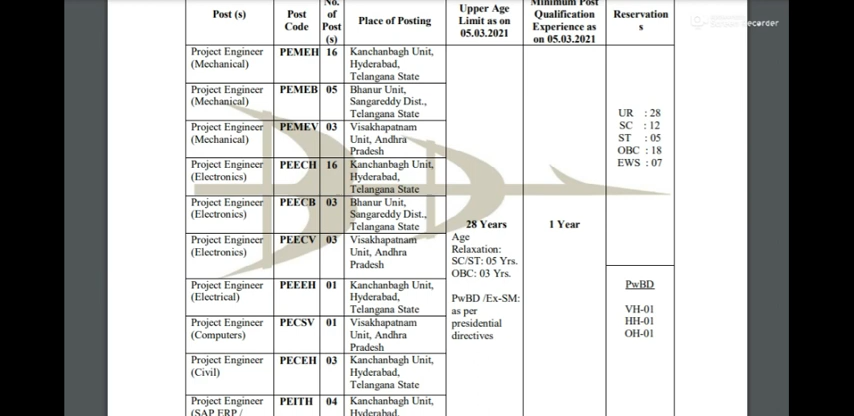 Post (s)
Post
Code
No.
of
Post
(s)
Place of Posting
Upper Age
Limit as on
05.03.2021
Minimum Post
Qualification
Experience as
on 05.03.2021
Reservation
s
Project Engineer
(Mechanical)
PEMEH
16
Kanchanbagh Unit,
Hyderabad,
Telangana State
Project Engineer
(Mechanical)
PEMEB
05
Bhanur Unit,
Sangareddy Dist.,
Telangana State
Project Engineer
(Mechanical)
PEMEV
03
Visakhapatnam
Unit, Andhra
Pradesh
Project Engineer
(Electronics)
PEECH
16
Kanchanbagh Unit,
Hyderabad,
Telangana State
Project Engineer
(Electronics)
PEECB
03
Bhanur Unit,
Sangareddy Dist.,
Telangana State
Project Engineer
(Electronics)
PEECV
03
Visakhapatnam
Unit, Andhra
Pradesh
Project Engineer
(Electrical)
PEEEH
01
Kanchanbagh Unit,
Hyderabad,
Telangana State
Project Engineer
(Computers)
PECSV
01
Visakhapatnam
Unit, Andhra
Pradesh
Project Engineer
(Civil)
PECEH
03
Kanchanbagh Unit,
Hyderabad,
Telangana State
Project Engineer
(SAP ERP /
PEITH
04
Kanchanbagh Unit,
Hyderabad,
28 Years
Age
Relaxation:
SC/ST: 05 Yrs.
OBC: 03 Yrs.
PwBD /Ex-SM:
as per
presidential
directives
1 Year
UR : 28
SC : 12
ST : 05
OBC : 18
EWS : 07
PwBD
VH-01
HH-01
OH-01